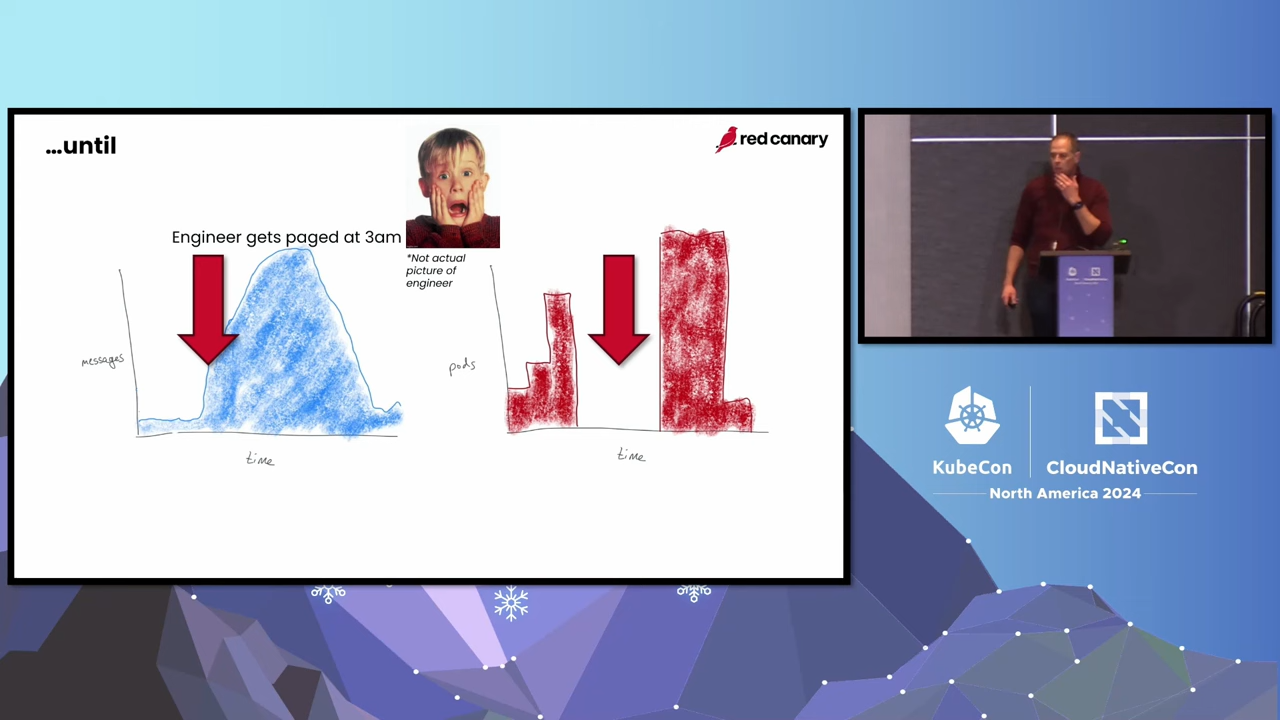 ...until
red canary
Engineer gets paged at 3am
*Not actual
picture of
engineer
messages
time
pods
time
KubeCon
CloudNativeCon
North America 2024